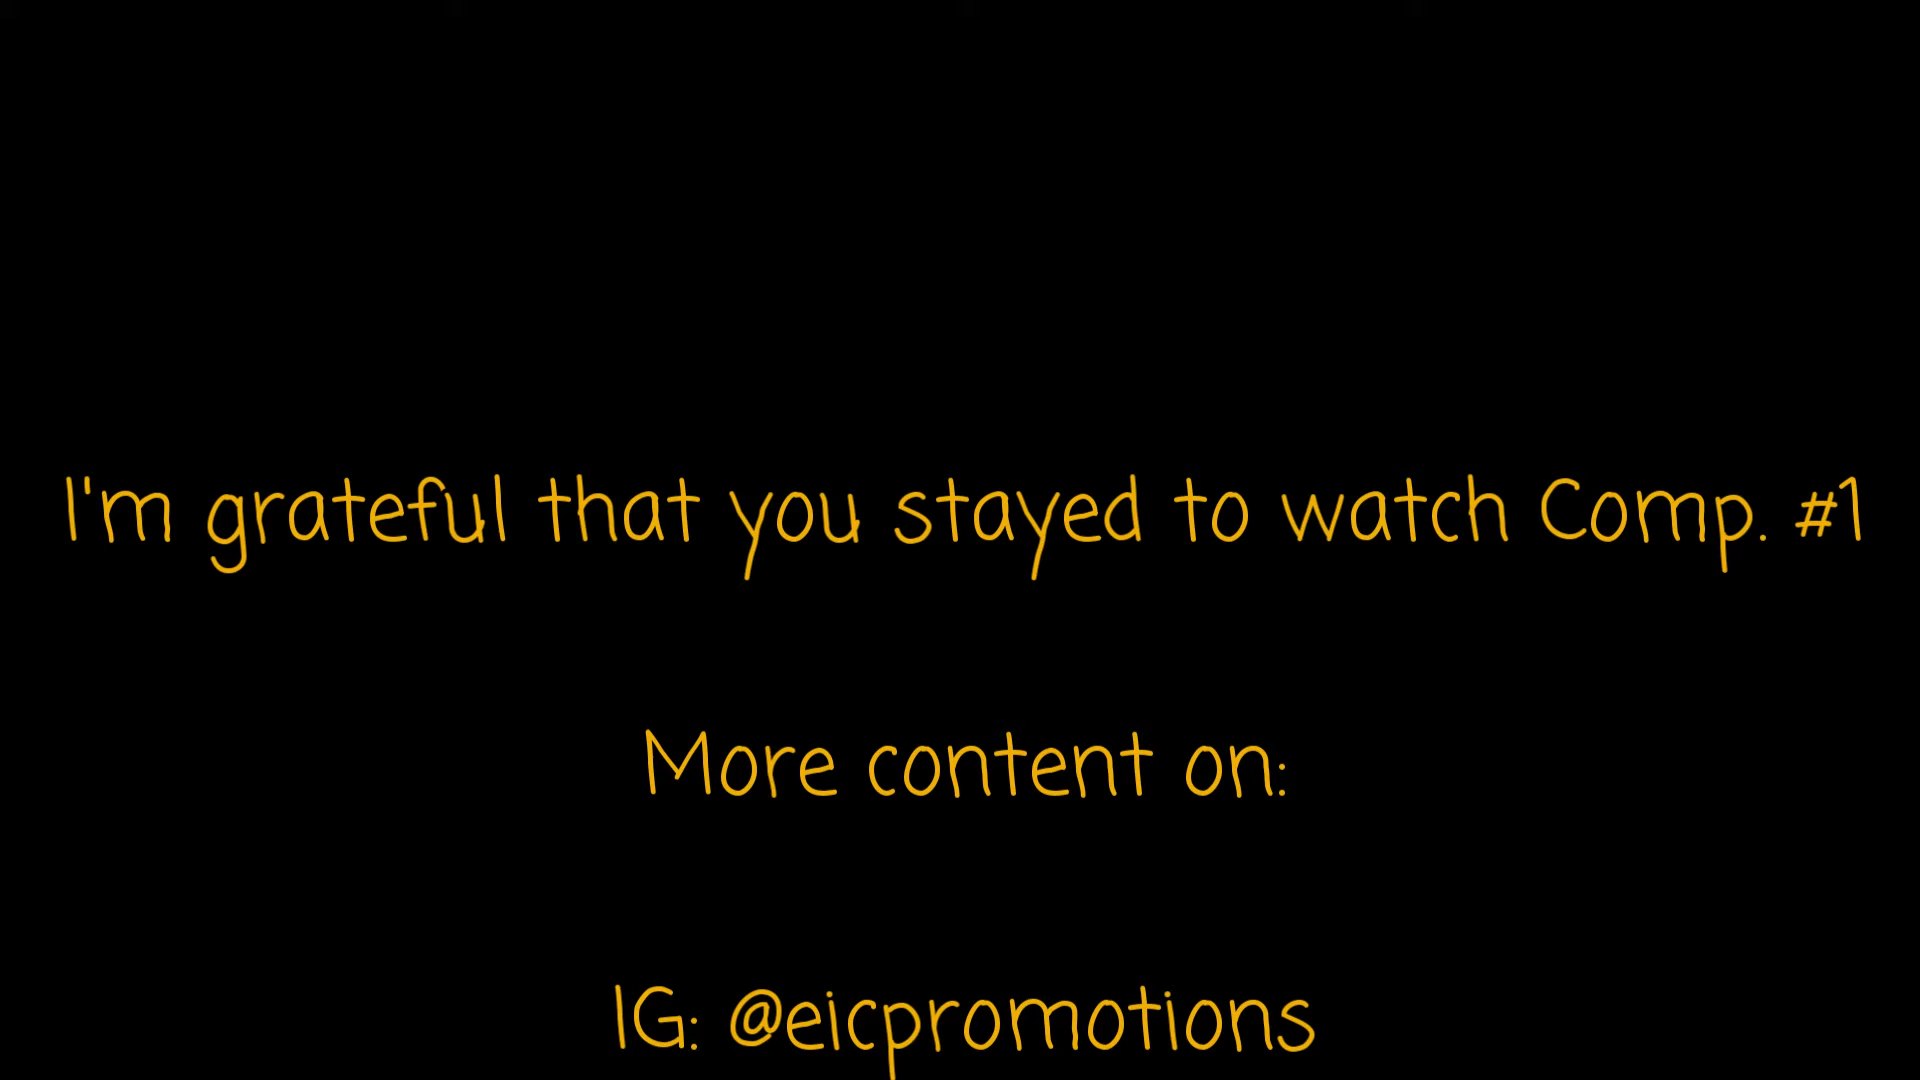 I'm grateful that you stayed to watch Comp. #1
More content on:
IG: @eicpromotions